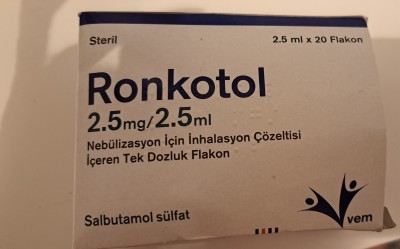 Steril
2.5 ml x 20 Flakon
Ronkotol
2.5mg/2.5ml
Nebülizasyon İçin İnhalasyon Çözeltisi
İçeren Tek Dozluk Flakon
Salbutamol sülfat
vem